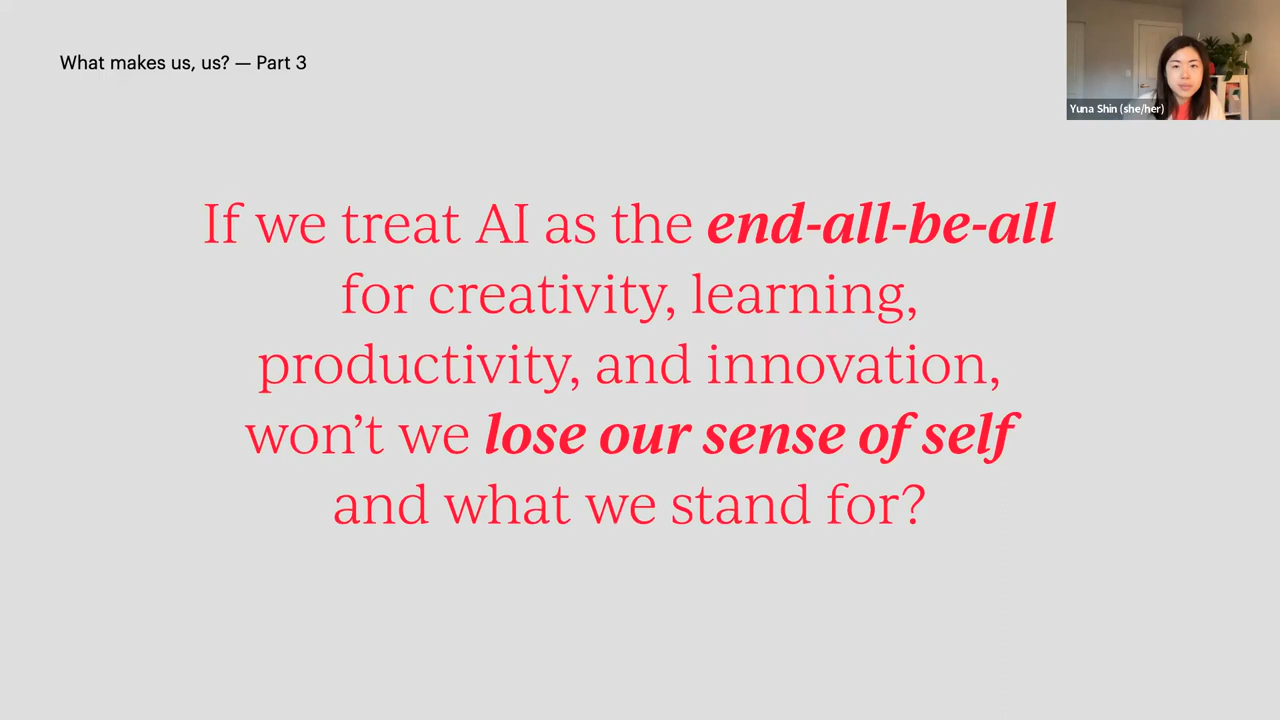 What makes us, us? — Part 3
Yuna Shin (she/her)
If we treat AI as the end-all-be-all
for creativity, learning,
productivity, and innovation,
won’t we lose our sense of self
and what we stand for?